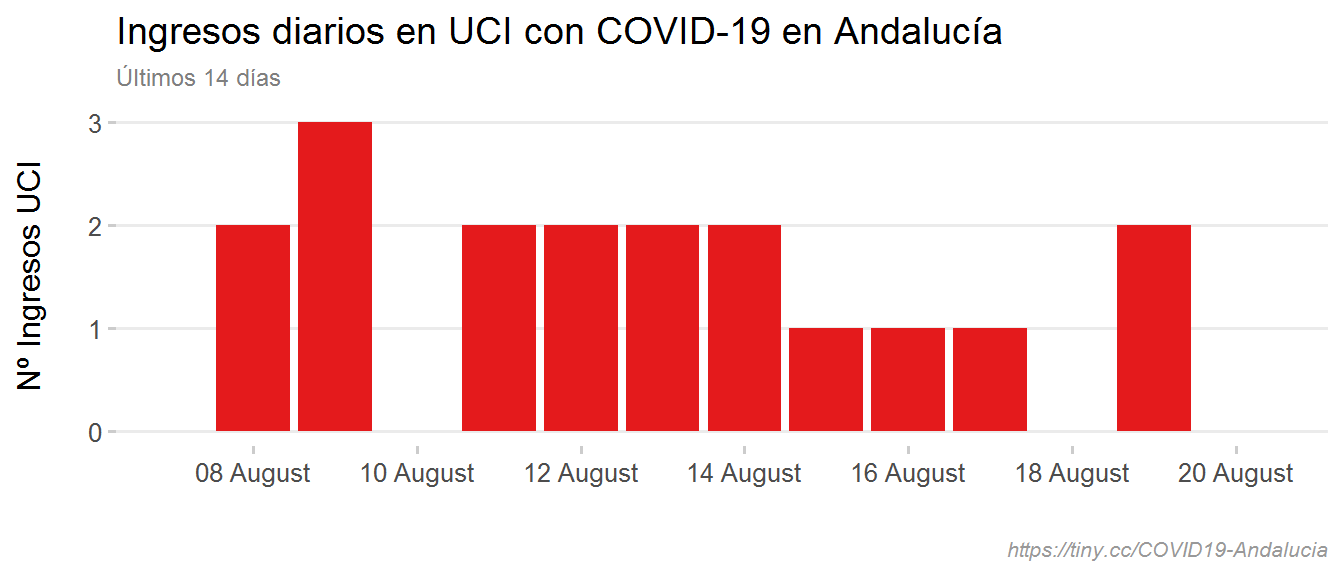 Ingresos diarios en UCI con COVID-19 en Andalucía
Últimos 14 días
Nº Ingresos UCI
3
2
1
0
08 August 10 August 12 August 14 August 16 August 18 August 20 August
https://tiny.cc/COVID19-Andalucia